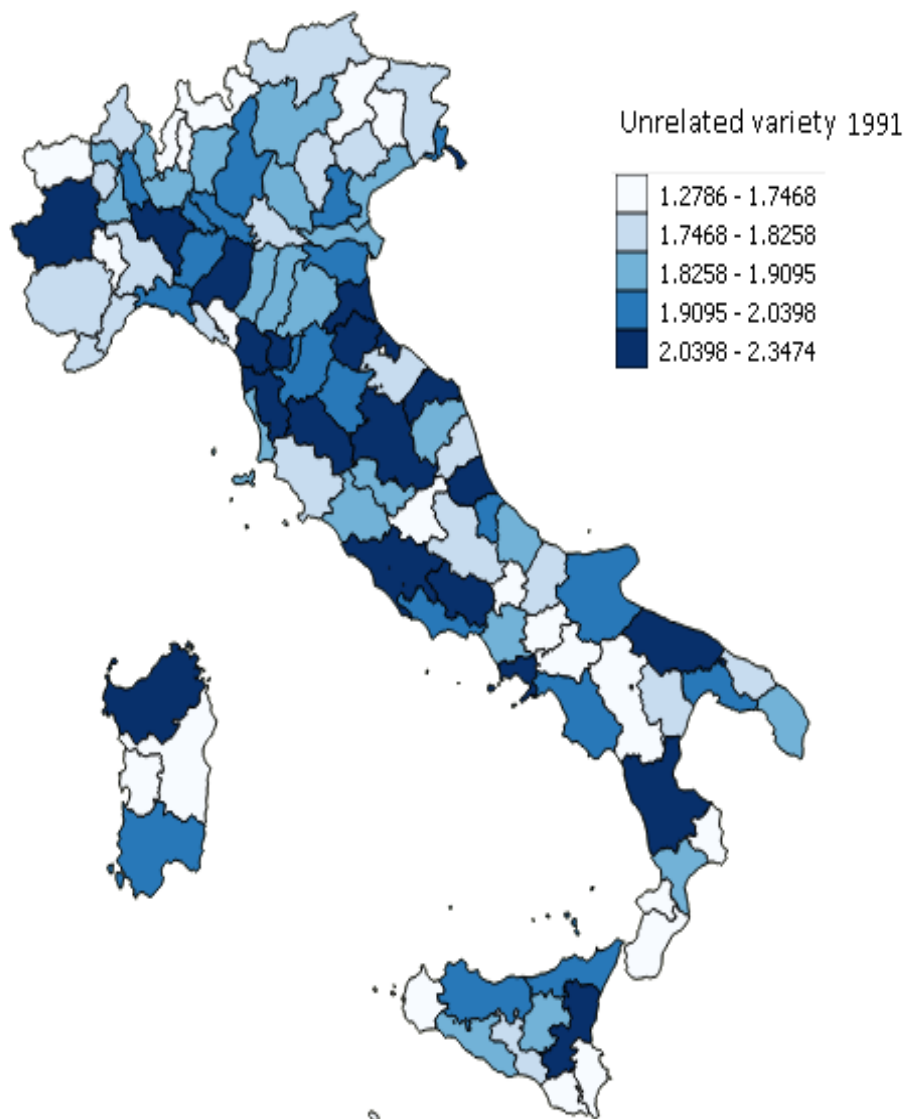 Unrelated variety 1991
1.2786 - 1.7468
1.7468 - 1.8258
1.8258 - 1.9095
1.9095 - 2.0398
2.0398 - 2.3474